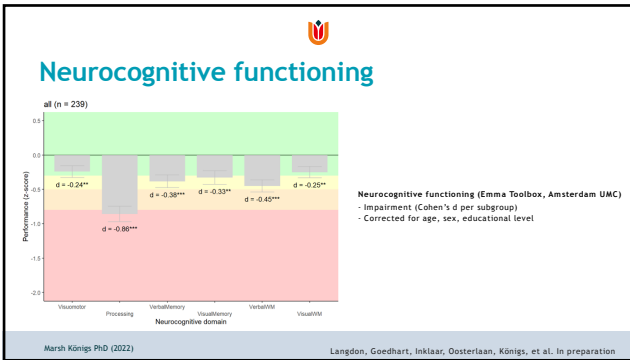 Neurocognitive functioning
all (n = 239)
Performance (z-score)
0.5
0.0
-0.5
-1.0
-1.5
-2.0
d = -0.24**
d = -0.86***
d = -0.38***
d = -0.33**
d = -0.45***
d = -0.25**
Visuomotor
Processing
VerbalMemory
VisualMemory
VerbalWM
VisualWM
Neurocognitive domain
Neurocognitive functioning (Emma Toolbox, Amsterdam UMC)
- Impairment (Cohen's d per subgroup)
- Corrected for age, sex, educational level
Marsh Königs PhD (2022)
Langdon, Goedhart, Inklaar, Oosterlaan, Königs, et al. In preparation